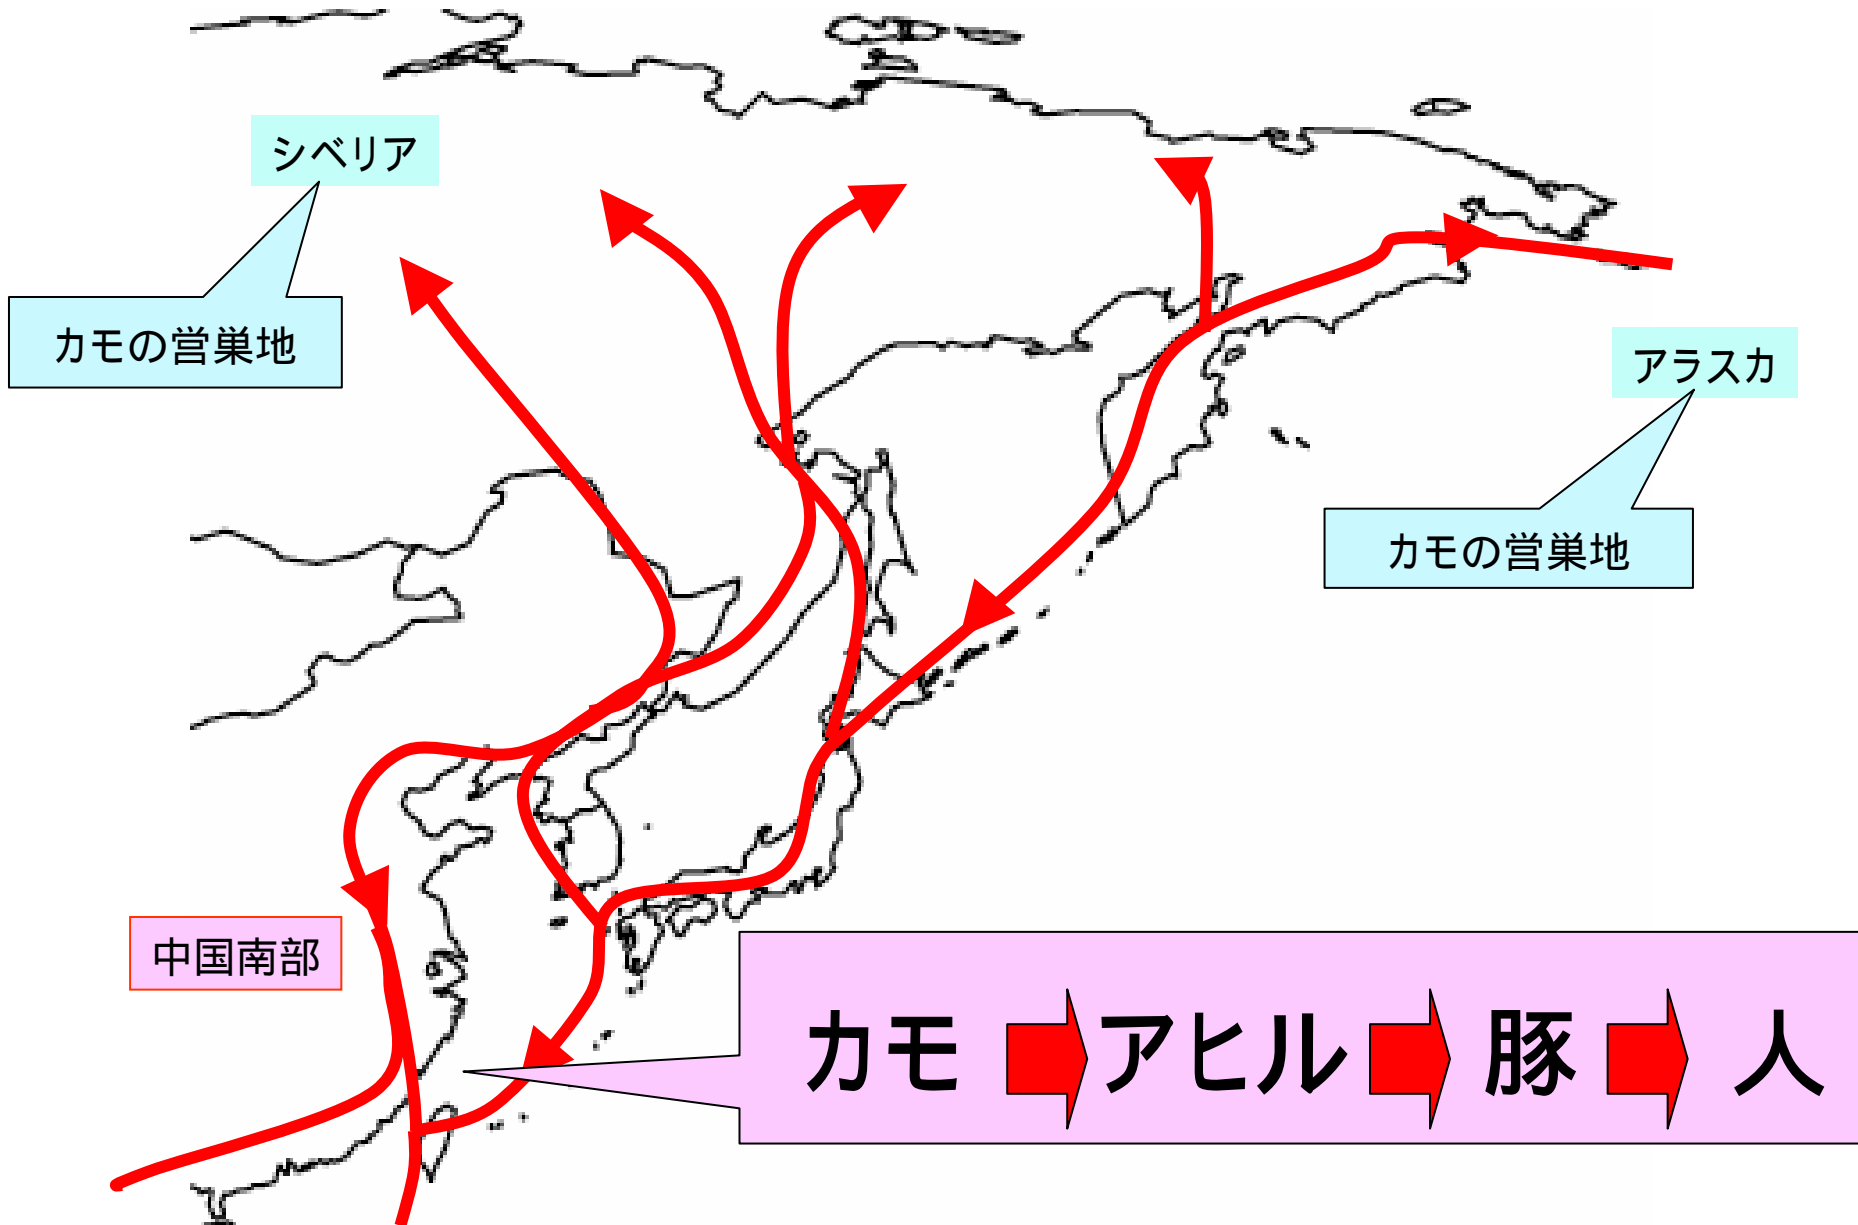 シベリア
カモの営巣地
アラスカ
カモの営巣地
中国南部
カモ アヒル 豚 人